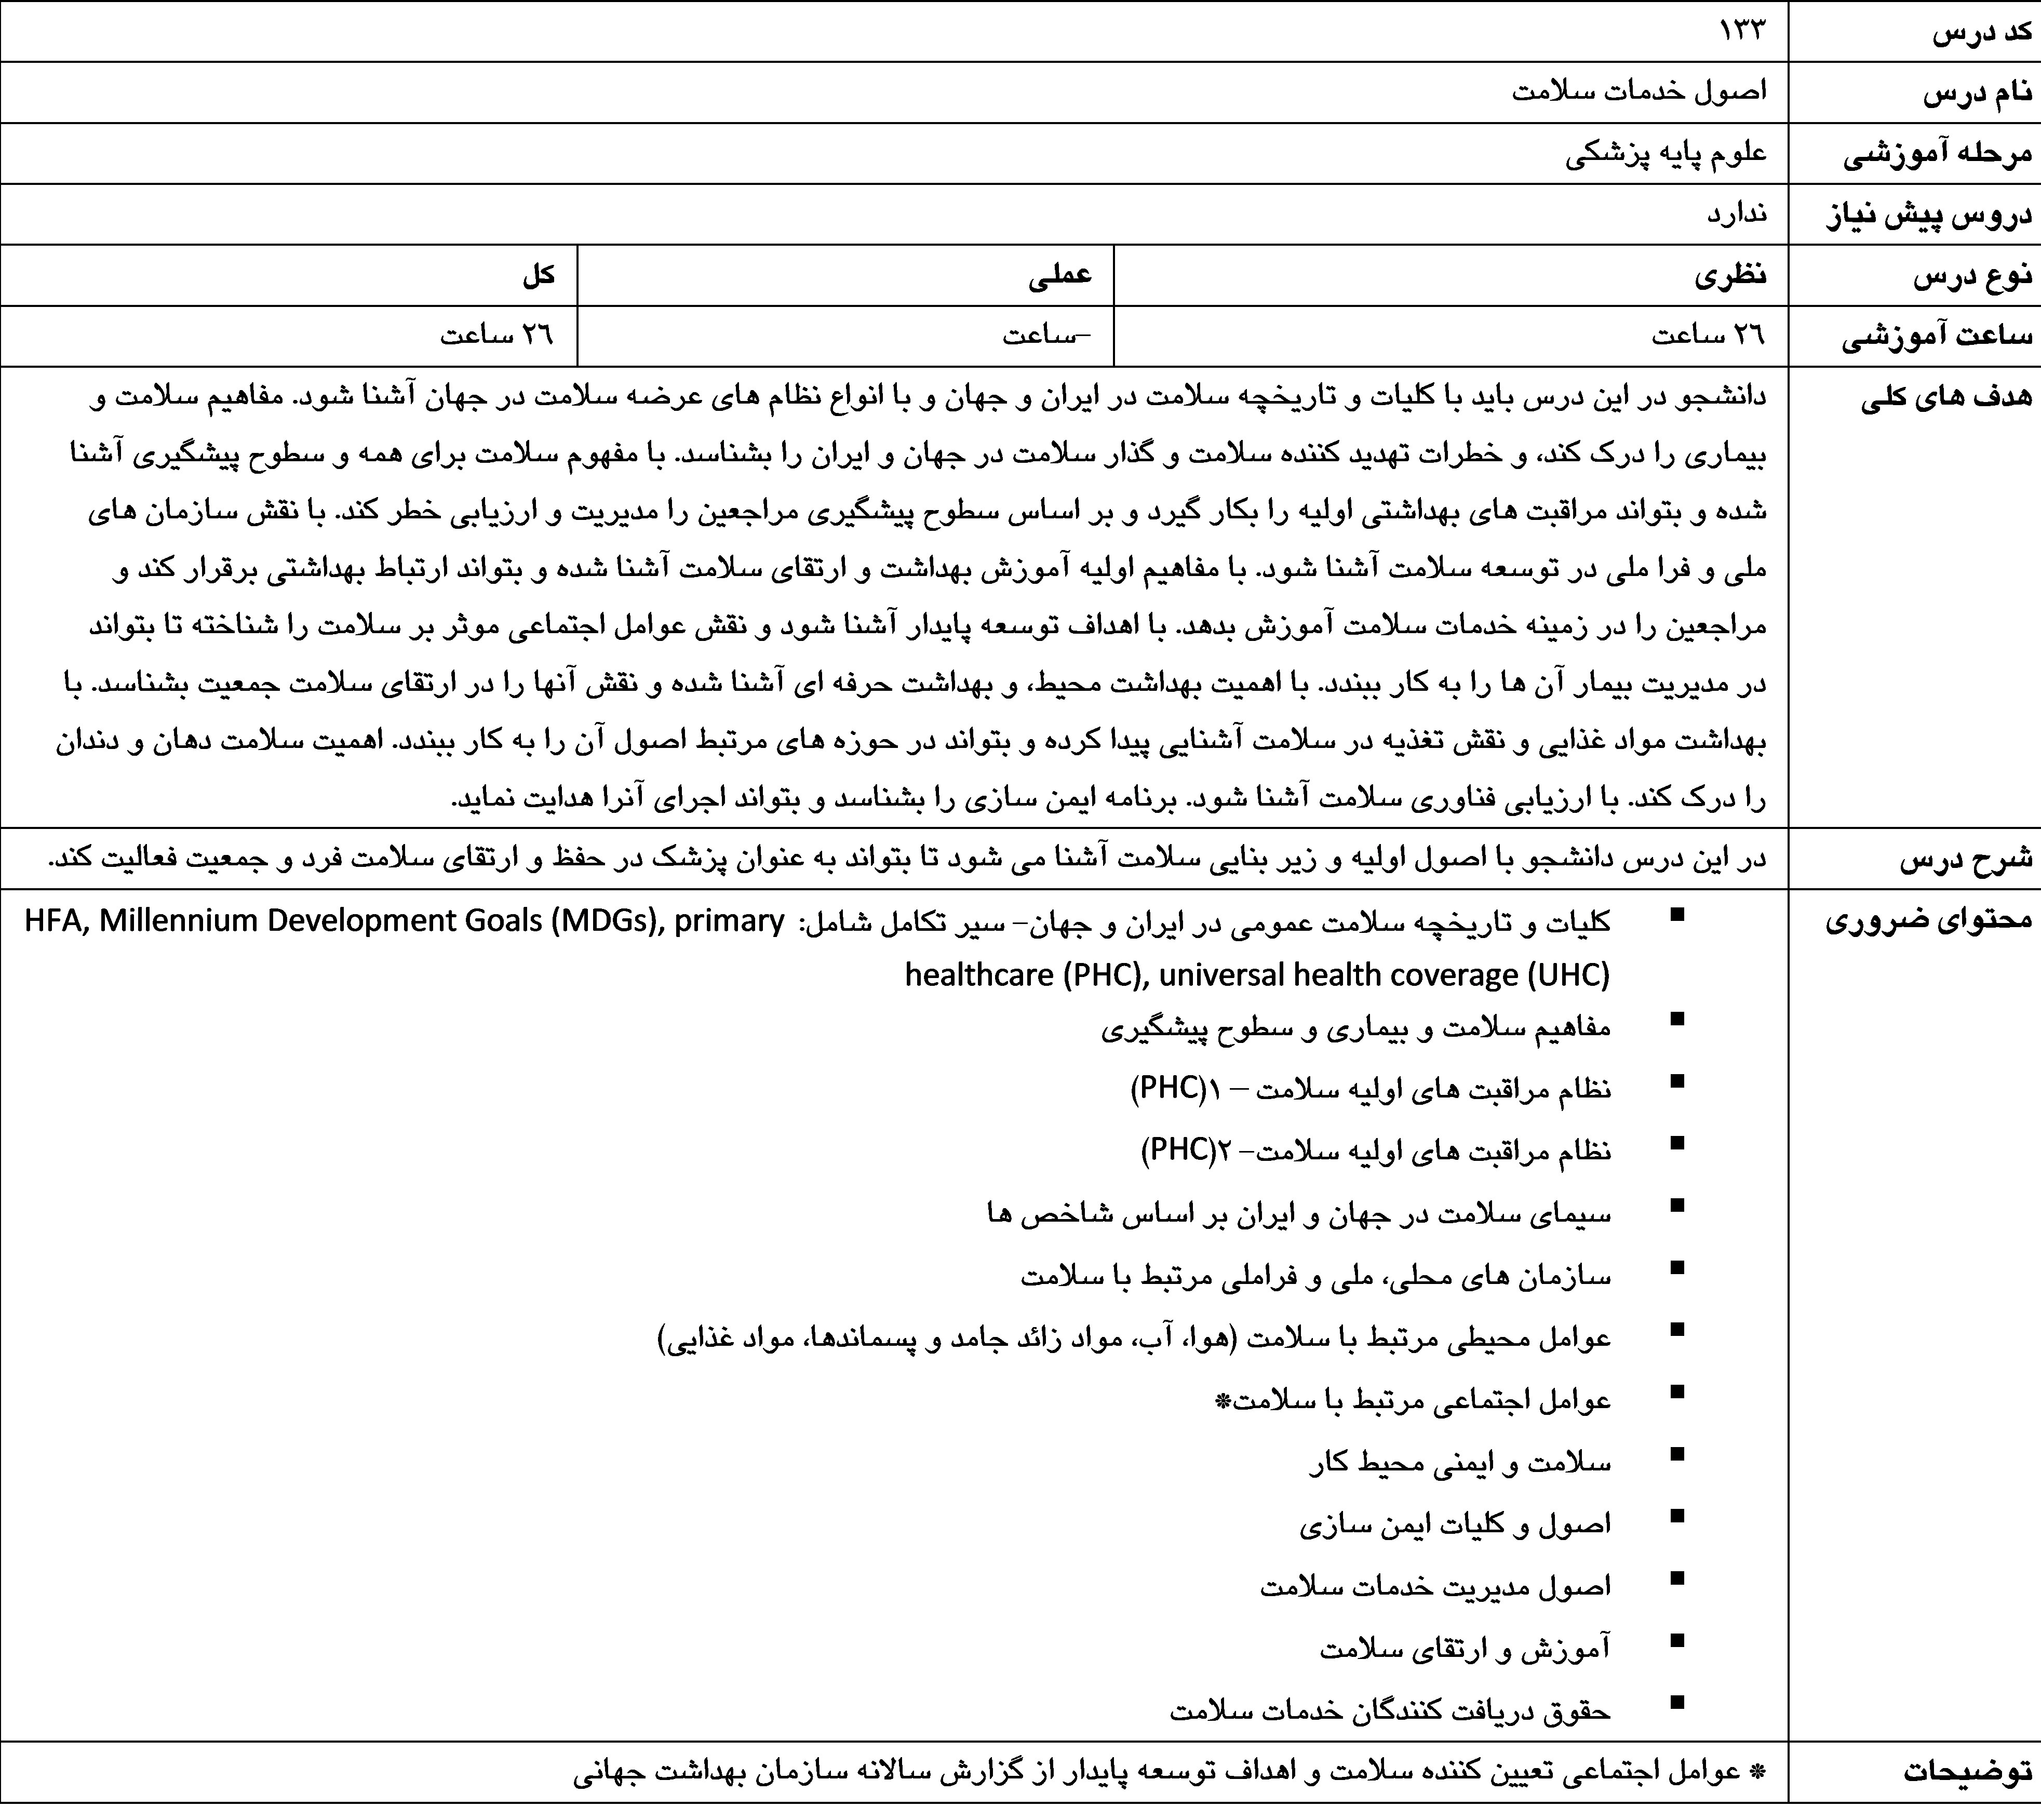 کد درس ۱۳۳
نام درس اصول خدمات سلامت
مرحله آموزشی علوم پایه پزشکی
دروس پیش نیاز ندارد
نوع درس نظری عملی کل
ساعت آموزشی ۲۶ ساعت –ساعت ۲۶ ساعت
هدف های کلی دانشجو در این درس باید با کلیات و تاریخچه سلامت در ایران و جهان و با انواع نظام های عرضه سلامت در جهان آشنا شود. مفاهیم سلامت و
بیماری را درک کند، و خطرات تهدید کننده سلامت و گذار سلامت در جهان و ایران را بشناسد. با مفهوم سلامت برای همه و سطوح پیشگیری آشنا
شده و بتواند مراقبت های بهداشتی اولیه را بکار گیرد و بر اساس سطوح پیشگیری مراجعین را مدیریت و ارزیابی خطر کند. با نقش سازمان های
ملی و فرا ملی در توسعه سلامت آشنا شود. با مفاهیم اولیه آموزش بهداشت و ارتقای سلامت آشنا شده و بتواند ارتباط بهداشتی برقرار کند و
مراجعین را در زمینه خدمات سلامت آموزش بدهد. با اهداف توسعه پایدار آشنا شود و نقش عوامل اجتماعی موثر بر سلامت را شناخته تا بتواند
در مدیریت بیمار آن ها را به کار ببندد. با اهمیت بهداشت محیط، و بهداشت حرفه ای آشنا شده و نقش آنها را در ارتقای سلامت جمعیت بشناسد. با
بهداشت مواد غذایی و نقش تغذیه در سلامت آشنایی پیدا کرده و بتواند در حوزه های مرتبط اصول آن را به کار ببندد. اهمیت سلامت دهان و دندان
را درک کند. با ارزیابی فناوری سلامت آشنا شود. برنامه ایمن سازی را بشناسد و بتواند اجرای آنرا هدایت نماید.
شرح درس در این درس دانشجو با اصول اولیه و زیر بنایی سلامت آشنا می شود تا بتواند به عنوان پزشک در حفظ و ارتقای سلامت فرد و جمعیت فعالیت کند.
محتوای ضروری ▪ کلیات و تاریخچه سلامت عمومی در ایران و جهان– سیر تکامل شامل: HFA, Millennium Development Goals (MDGs), primary
healthcare (PHC), universal health coverage (UHC)
▪ مفاهیم سلامت و بیماری و سطوح پیشگیری
▪ نظام مراقبت های اولیه سلامت – ۱(PHC)
▪ نظام مراقبت های اولیه سلامت– ۲(PHC)
▪ سیمای سلامت در جهان و ایران بر اساس شاخص ها
▪ سازمان های محلی، ملی و فراملی مرتبط با سلامت
▪ عوامل محیطی مرتبط با سلامت (هوا، آب، مواد زائد جامد و پسماندها، مواد غذایی)
▪ عوامل اجتماعی مرتبط با سلامت*
▪ سلامت و ایمنی محیط کار
▪ اصول و کلیات ایمن سازی
▪ اصول مدیریت خدمات سلامت
▪ آموزش و ارتقای سلامت
▪ حقوق دریافت کنندگان خدمات سلامت
توضیحات * عوامل اجتماعی تعیین کننده سلامت و اهداف توسعه پایدار از گزارش سالانه سازمان بهداشت جهانی